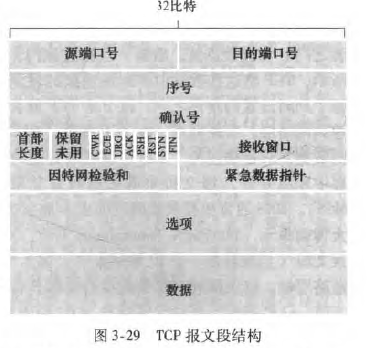 32比特
源端口号 目的端口号
序号
确认号
首部长度 保留未用 CWR ECE URG ACK PSH RST SYN FIN 接收窗口
因特网检验和 紧急数据指针
选项
数据
图 3-29 TCP 报文段结构